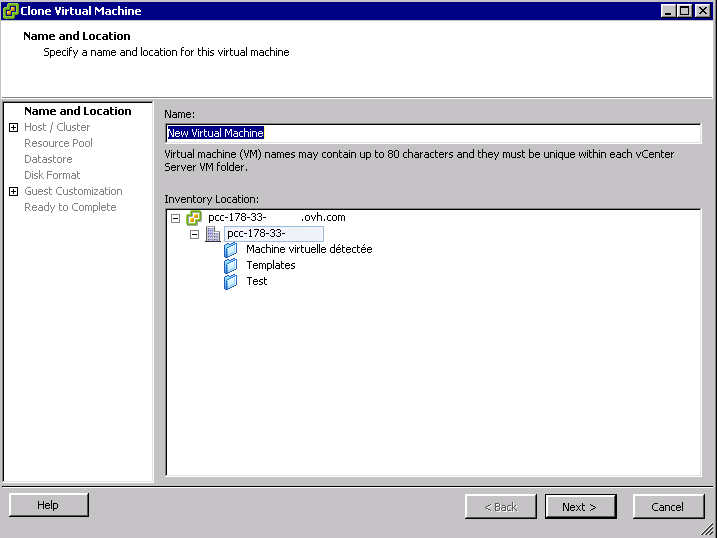 Clone Virtual Machine
Name and Location
Specify a name and location for this virtual machine
Name and Location
Host / Cluster
Resource Pool
Datastore
Disk Format
Guest Customization
Ready to Complete
Name:
New Virtual Machine
Virtual machine (VM) names may contain up to 80 characters and they must be unique within each vCenter
Server VM folder.
Inventory Location:
pcc-178-33- .ovh.com
pcc-178-33-
Machine virtuelle détectée
Templates
Test
Help
< Back
Next >
Cancel